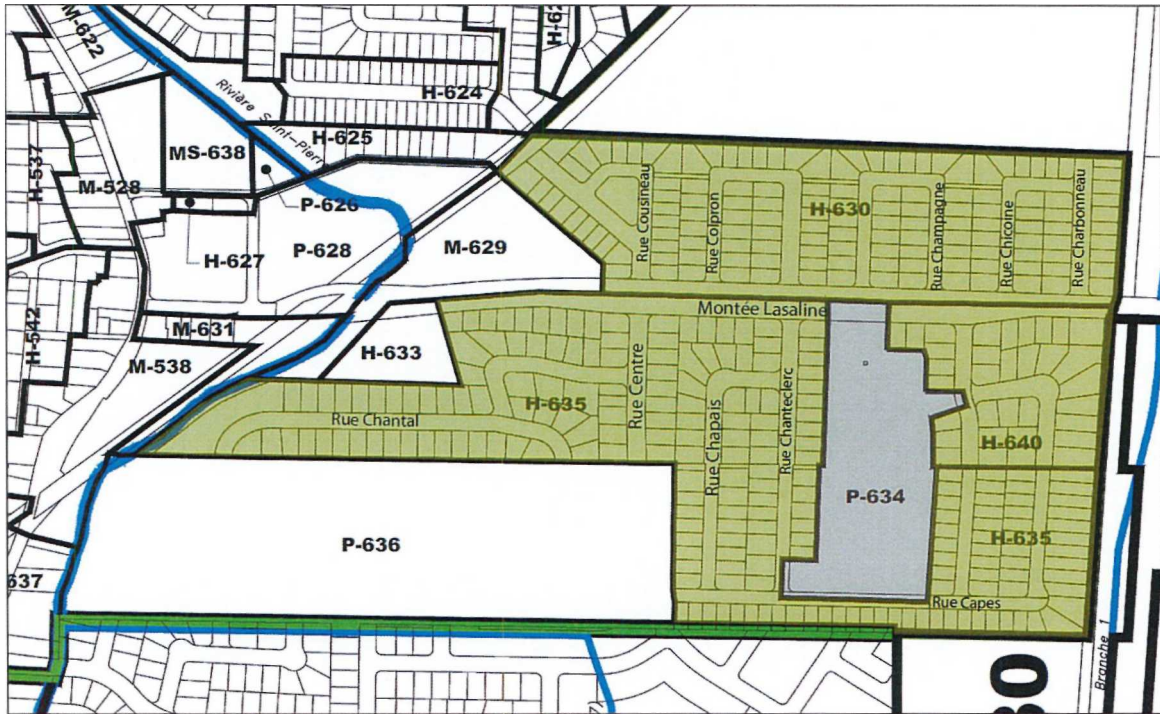 M-622
H-62
H-624
Rivière Saint-Pierr
H-625
MS-638
H-537
M-528
P-626
H-627
P-628
M-629
H-630
Rue Cousineau
Rue Colpron
Rue Champagne
Rue Chicoine
Rue Charbonneau
Montée Lasaline
M-631
H-542
M-538
H-633
H-635
Rue Chantal
Rue Centre
Rue Chapais
Rue Chanteclerc
P-634
H-640
H-635
P-636
637
Rue Capes
30
Branche 1